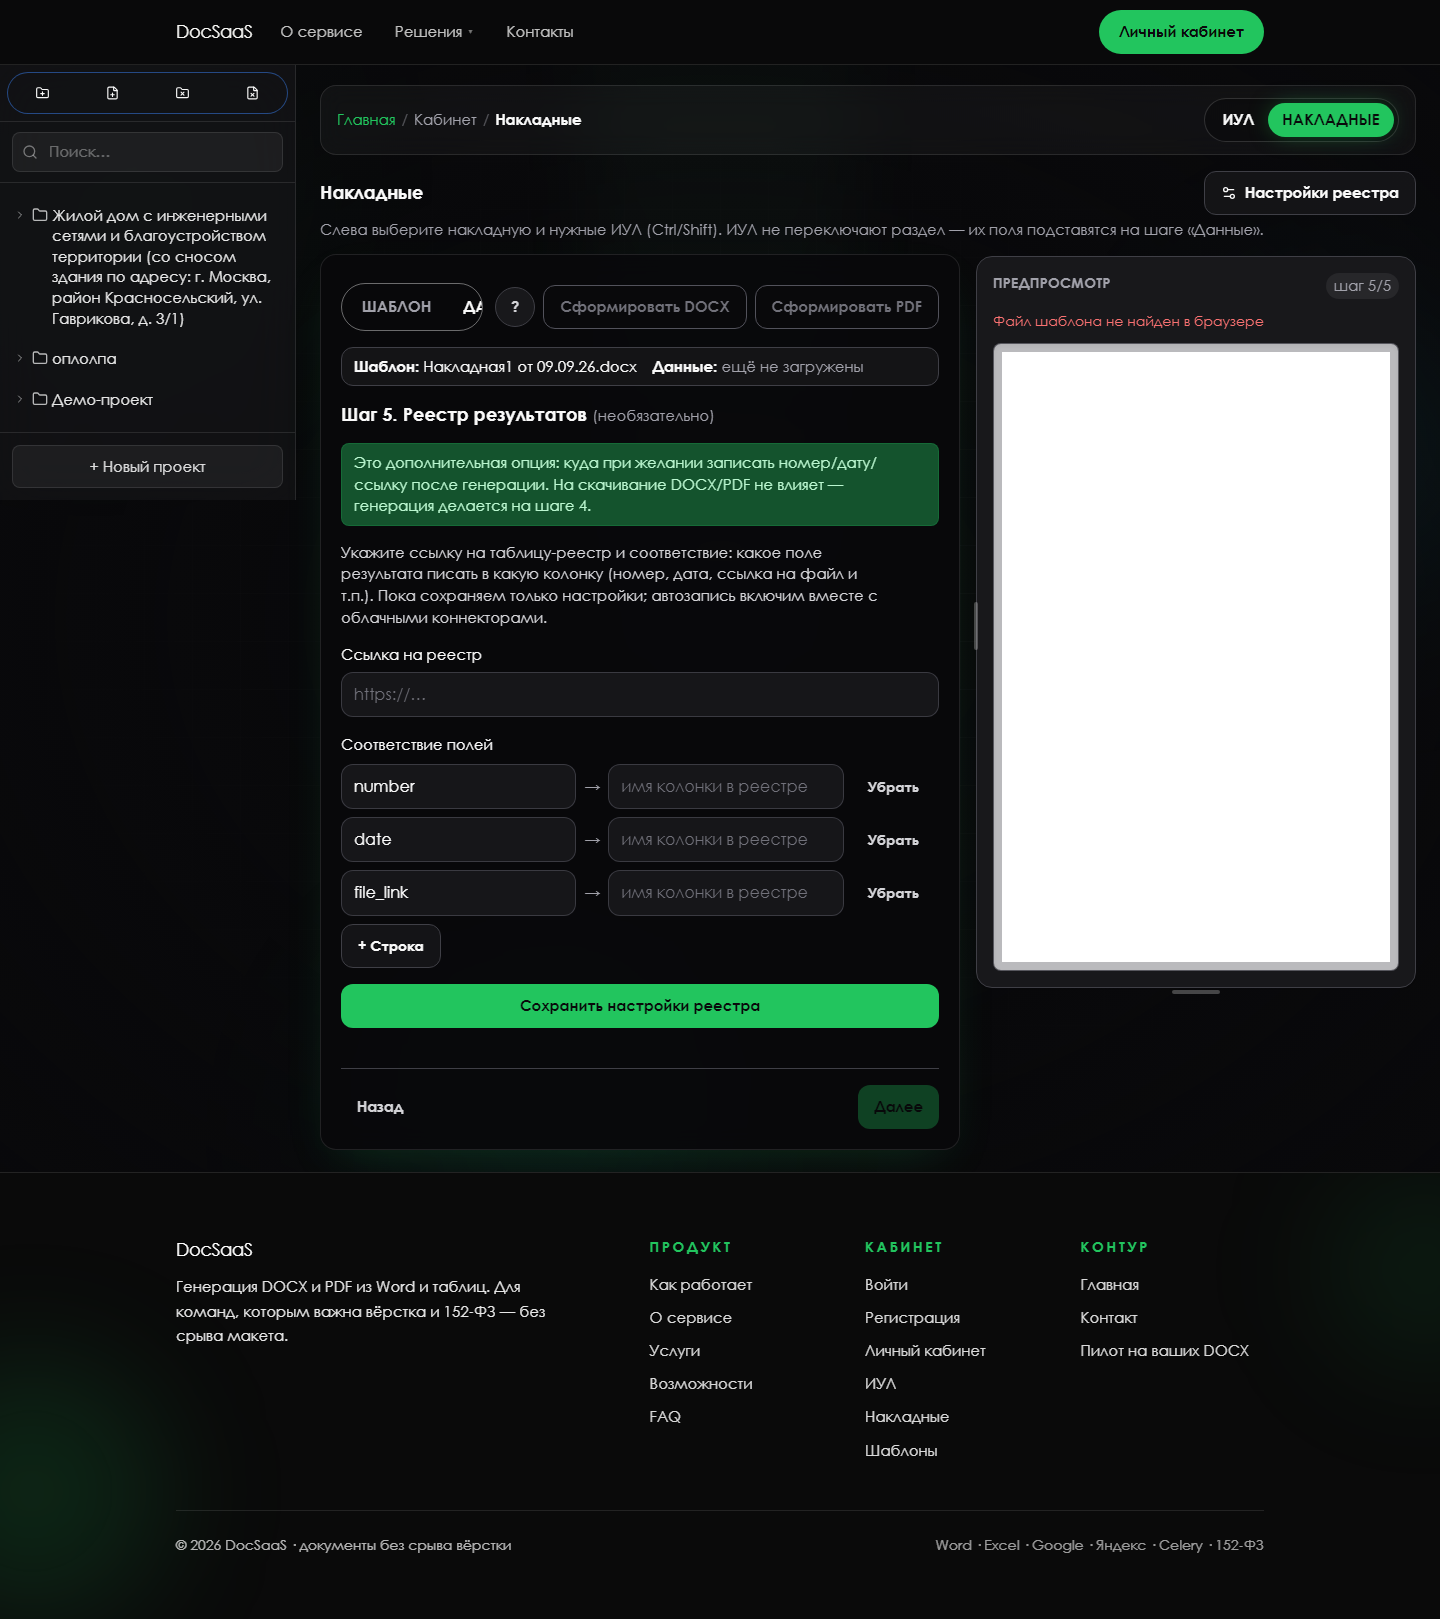 DocSaaS О сервисе Решения Контакты Личный кабинет
Поиск...
Жилой дом с инженерными
сетями и благоустройством
территории (со сносом
здания по адресу: г. Москва,
район Красносельский, ул.
Гаврикова, д. 3/1)
оплолпа
Демо-проект
+ Новый проект
Главная / Кабинет / Накладные
ИУЛ НАКЛАДНЫЕ
Накладные
Настройки реестра
Слева выберите накладную и нужные ИУЛ (Ctrl/Shift). ИУЛ не переключают раздел — их поля подставятся на шаге «Данные».
ШАБЛОН ДА ? Сформировать DOCX Сформировать PDF
Шаблон: Накладная1 от 09.09.26.docx Данные: ещё не загружены
Шаг 5. Реестр результатов (необязательно)
Это дополнительная опция: куда при желании записать номер/дату/
ссылку после генерации. На скачивание DOCX/PDF не влияет —
генерация делается на шаге 4.
Укажите ссылку на таблицу-реестр и соответствие: какое поле
результата писать в какую колонку (номер, дата, ссылка на файл и
т.п.). Пока сохраняем только настройки; автозапись включим вместе с
облачными коннекторами.
Ссылка на реестр
https://...
Соответствие полей
number → имя колонки в реестре Убрать
date → имя колонки в реестре Убрать
file_link → имя колонки в реестре Убрать
+ Строка
Сохранить настройки реестра
Назад Далее
ПРЕДПРОСМОТР шаг 5/5
Файл шаблона не найден в браузере
DocSaaS
Генерация DOCX и PDF из Word и таблиц. Для
команд, которым важна вёрстка и 152-ФЗ — без
срыва макета.
ПРОДУКТ
Как работает
О сервисе
Услуги
Возможности
FAQ
КАБИНЕТ
Войти
Регистрация
Личный кабинет
ИУЛ
Накладные
Шаблоны
КОНТУР
Главная
Контакт
Пилот на ваших DOCX
© 2026 DocSaaS · документы без срыва вёрстки
Word · Excel · Google · Яндекс · Celery · 152-ФЗ